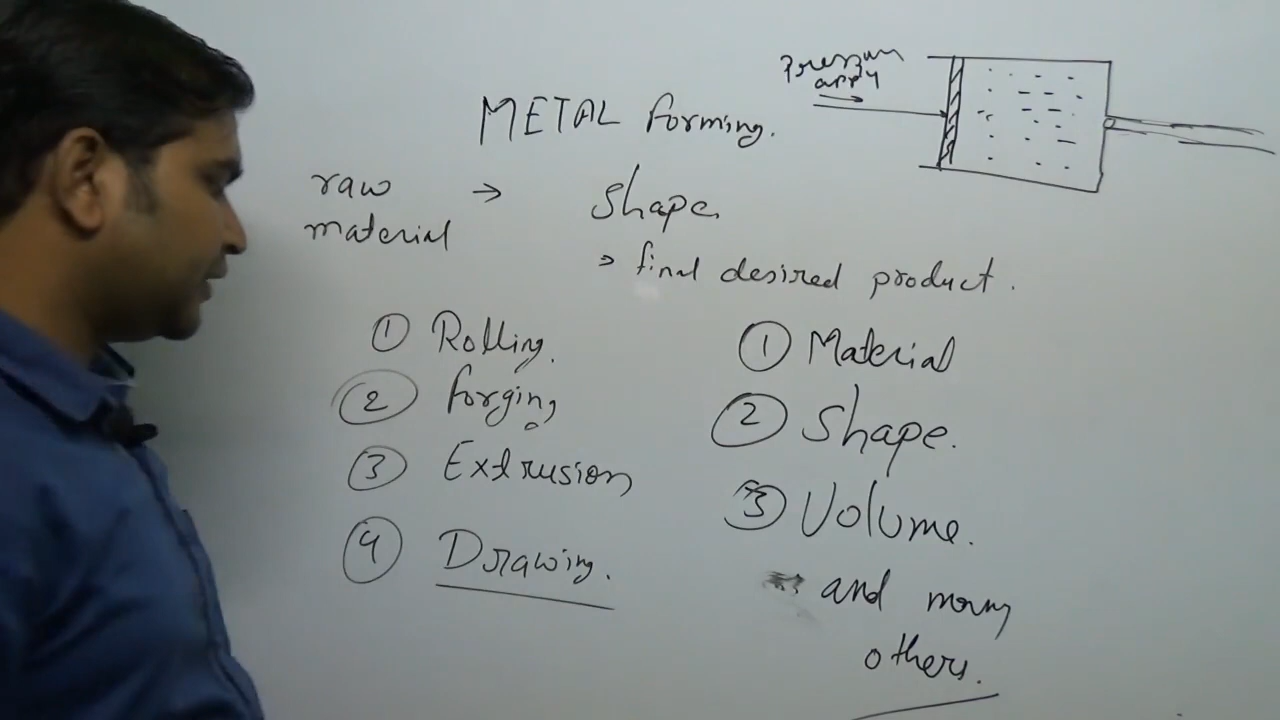 Pressure
apply
METAL forming.
raw
material → Shape.
→ final desired product.
① Rolling.
② forging
③ Extrusion
④ Drawing.
① Material
② Shape.
③ Volume.
and many
others.